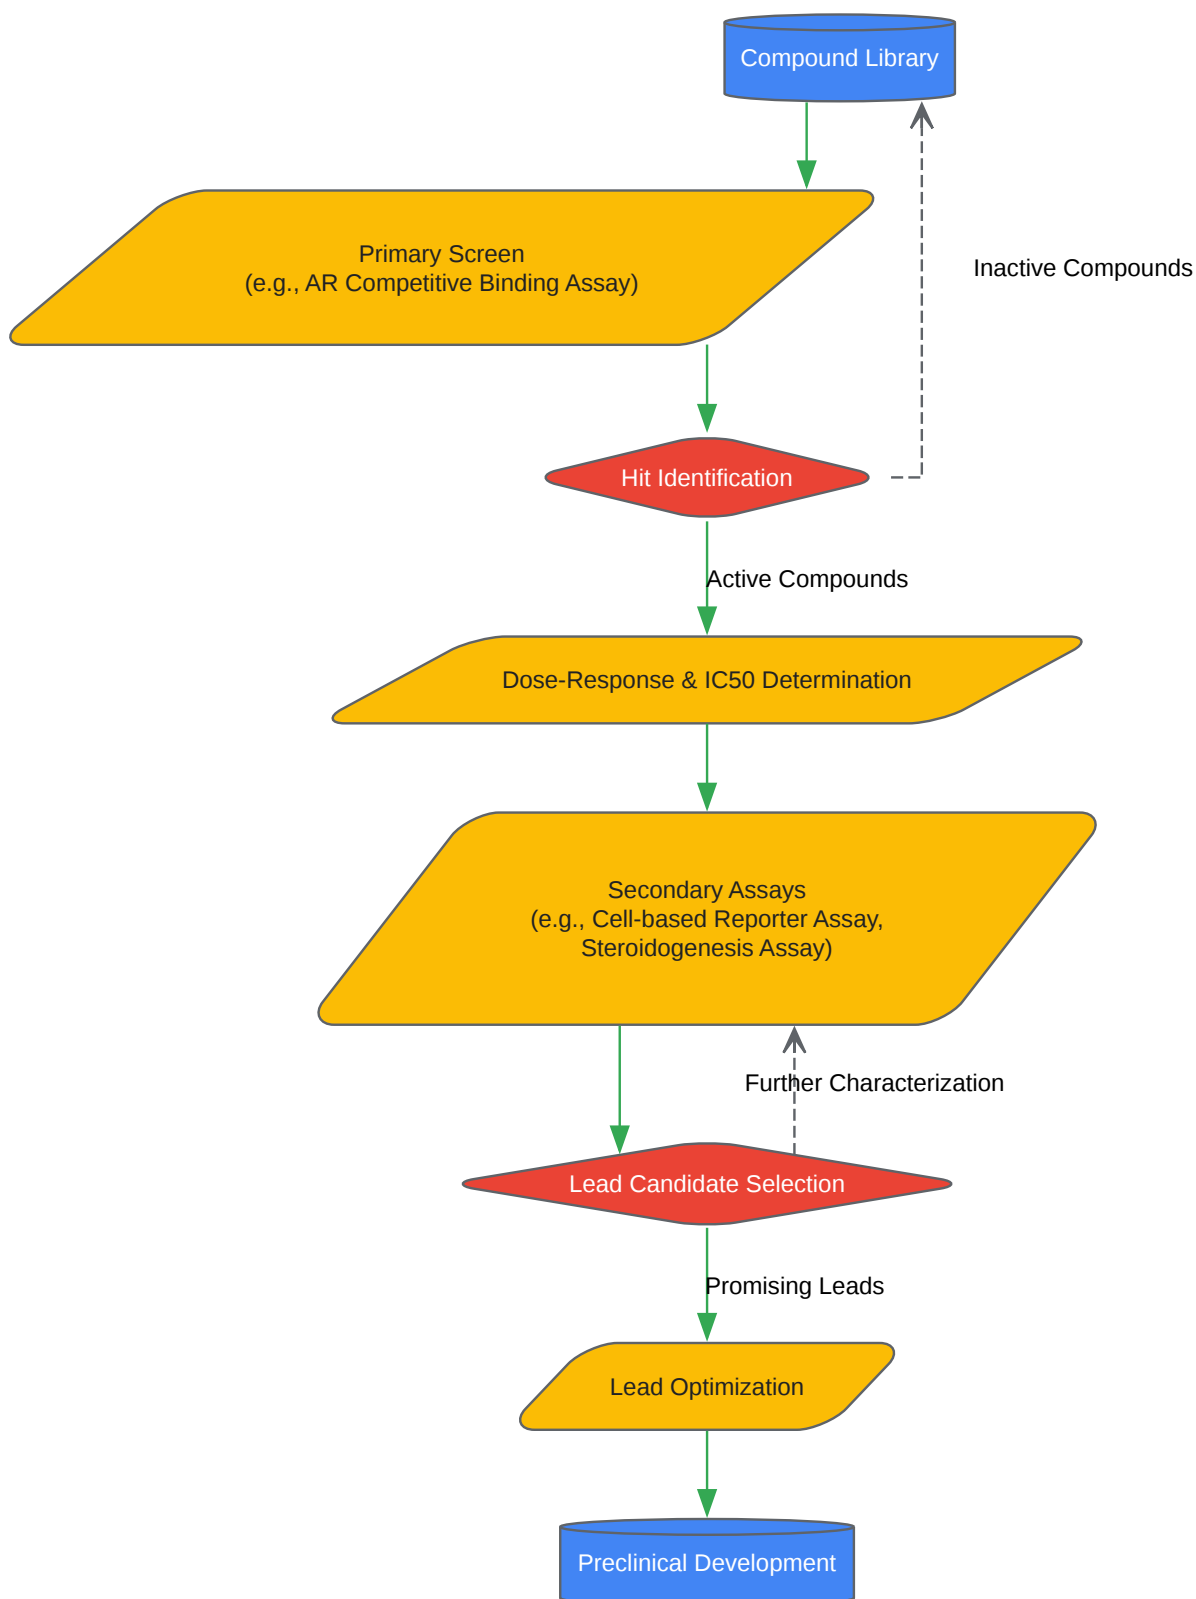 Compound Library
Inactive Compounds
Primary Screen
(e.g., AR Competitive Binding Assay)
Hit Identification
Active Compounds
Dose-Response & IC50 Determination
Secondary Assays
(e.g., Cell-based Reporter Assay,
Steroidogenesis Assay)
Further Characterization
Lead Candidate Selection
Promising Leads
Lead Optimization
Preclinical Development